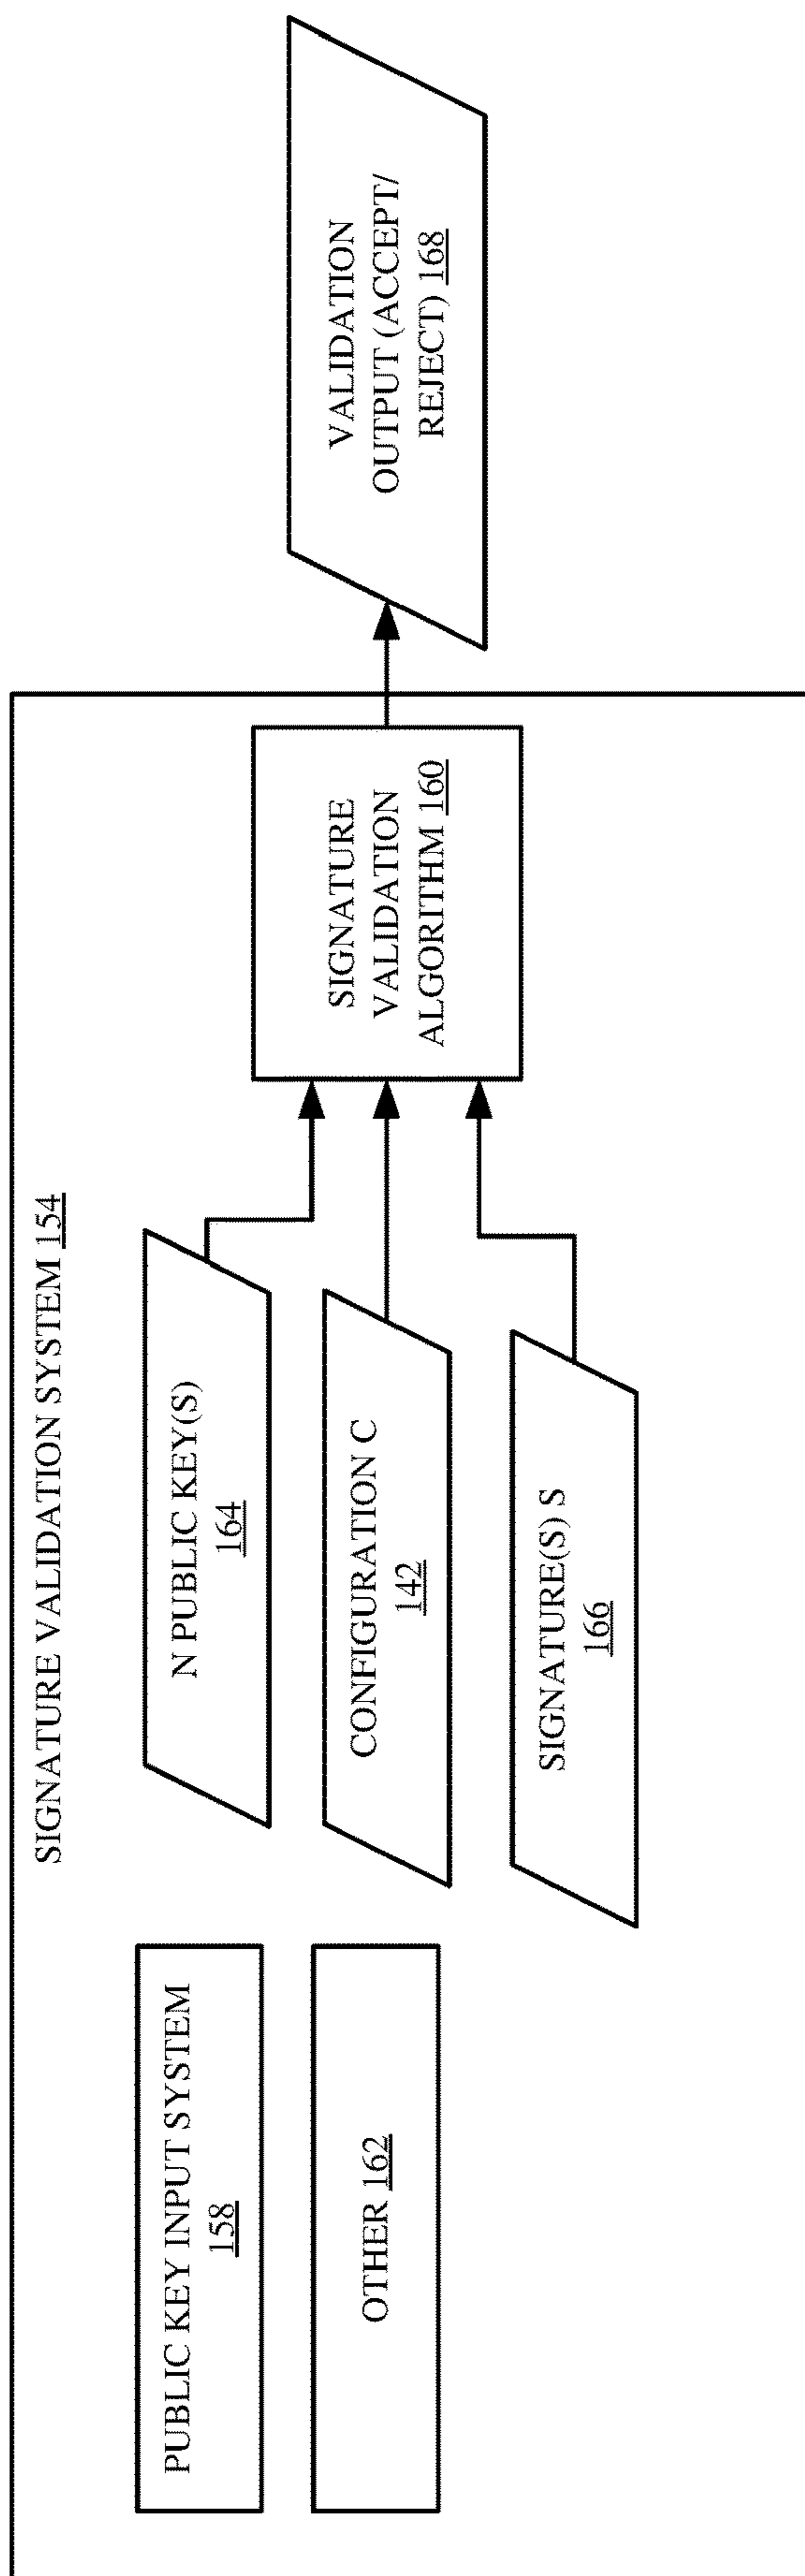 SIGNATURE VALIDATION SYSTEM 154
PUBLIC KEY INPUT SYSTEM
158
OTHER 162
N PUBLIC KEY(S)
164
CONFIGURATION C
142
SIGNATURE(S) S
166
SIGNATURE
VALIDATION
ALGORITHM 160
VALIDATION
OUTPUT (ACCEPT/
REJECT) 168